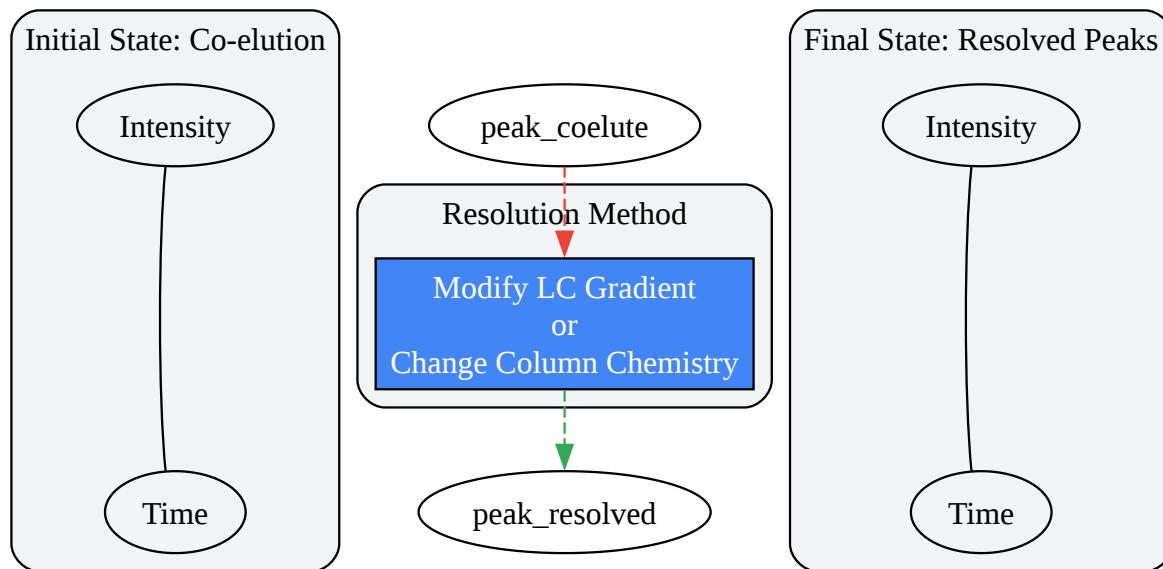 Initial State: Co-elution
Intensity
Time
peak_coelute
Resolution Method
Modify LC Gradient
or
Change Column Chemistry
peak_resolved
Final State: Resolved Peaks
Intensity
Time